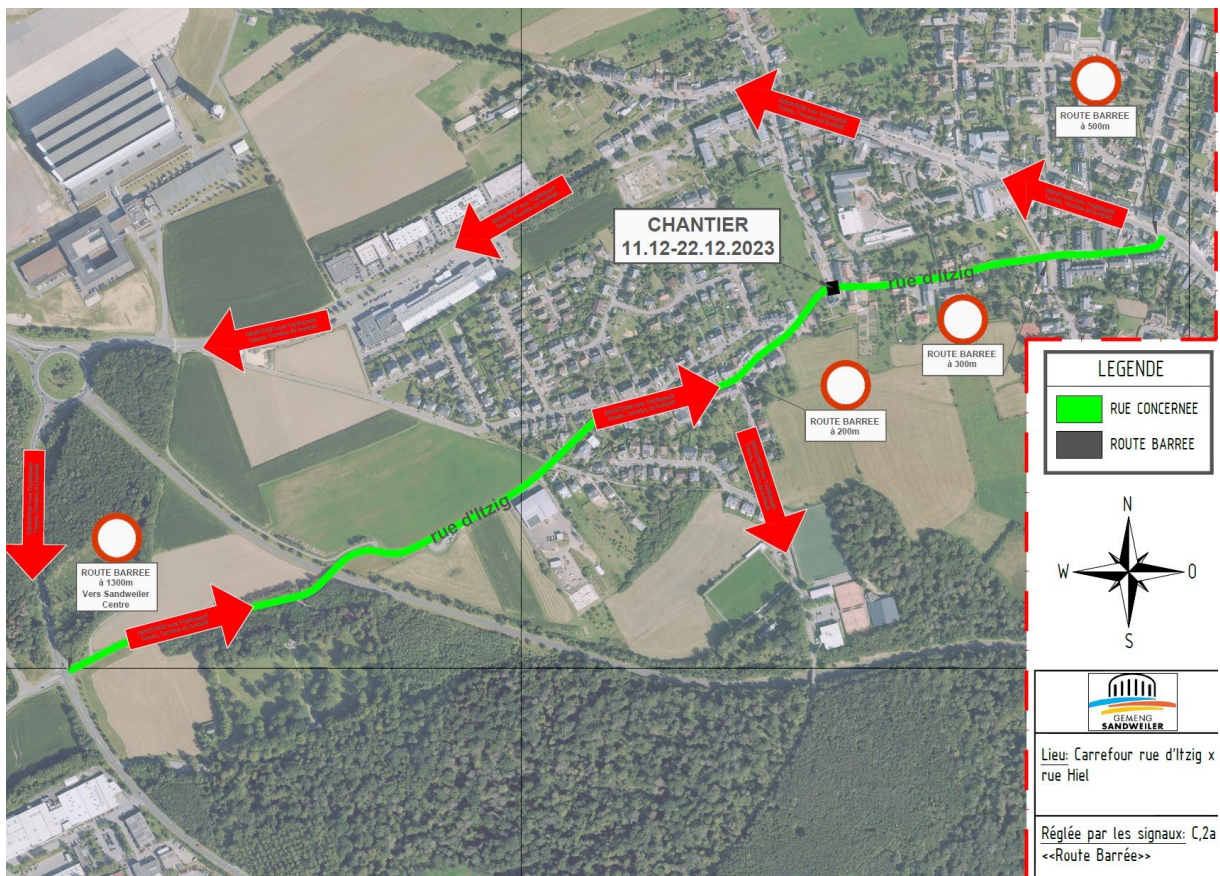 ROUTE BARREE
à 500m
CHANTIER
11.12-22.12.2023
rue d'Itzig
ROUTE BARREE
à 300m
ROUTE BARREE
à 200m
rue d'Itzig
ROUTE BARREE
à 1300m
Vers Sandweiler
Centre
LEGENDE
RUE CONCERNEE
ROUTE BARREE
N
W
O
S
GEMENG
SANDWEILER
Lieu: Carrefour rue d'Itzig x
rue Hiel
Réglée par les signaux: C,2a
<<Route Barrée>>